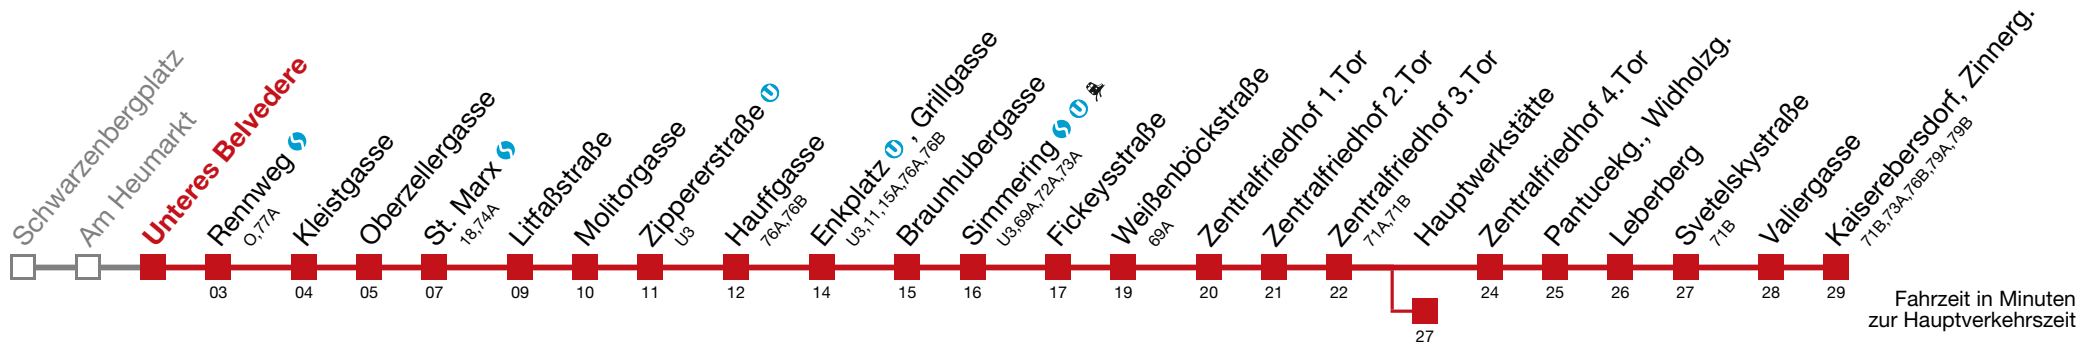 Schwarzenbergplatz
Am Heumarkt
Unteres Belvedere
Rennweg
O,77A
Kleistgasse
Oberzellergasse
St. Marx
18,74A
Litfaßstraße
Molitorgasse
Zippererstraße
U3
Hauffgasse
76A,76B
Enkplatz , Grillgasse
U3,11,15A,76A,76B
Braunhubergasse
Simmering
U3,69A,72A,73A
Fickeysstraße
Weißenböckstraße
69A
Zentralfriedhof 1.Tor
Zentralfriedhof 2.Tor
Zentralfriedhof 3.Tor
71A,71B
Hauptwerkstätte
Zentralfriedhof 4.Tor
Pantucekg., Widholzg.
Leberberg
Svetelskystraße
71B
Valiergasse
Kaiserebersdorf, Zinnerg.
71B,73A,76B,79A,79B
03 04 05 07 09 10 11 12 14 15 16 17 19 20 21 22 24 25 26 27 28 29
27
Fahrzeit in Minuten
zur Hauptverkehrszeit